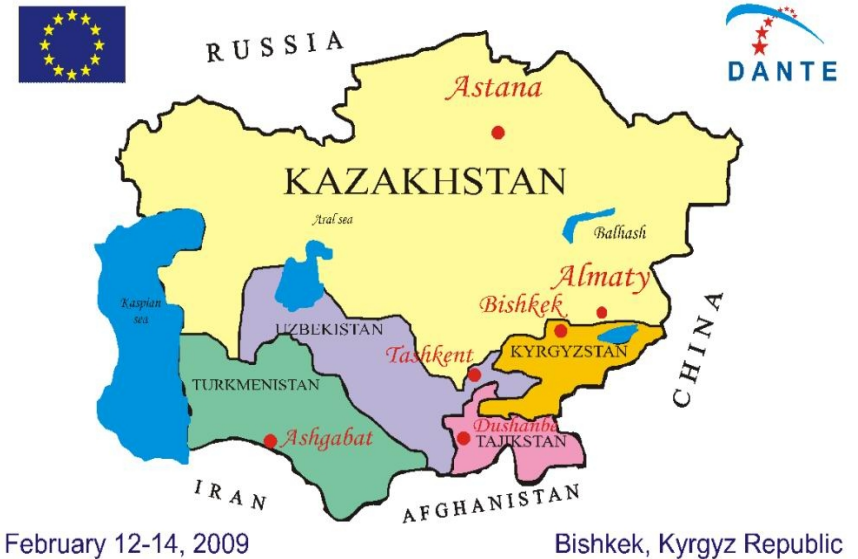 RUSSIA
DANTE
Astana
KAZAKHSTAN
Aral sea
Balhash
Almaty
Kaspian
sea
Bishkek
UZBEKISTAN
CHINA
Tashkent
KYRGYZSTAN
TURKMENISTAN
Dushanbe
Ashgabat
TAJIKSTAN
IRAN
AFGHANISTAN
February 12-14, 2009
Bishkek, Kyrgyz Republic